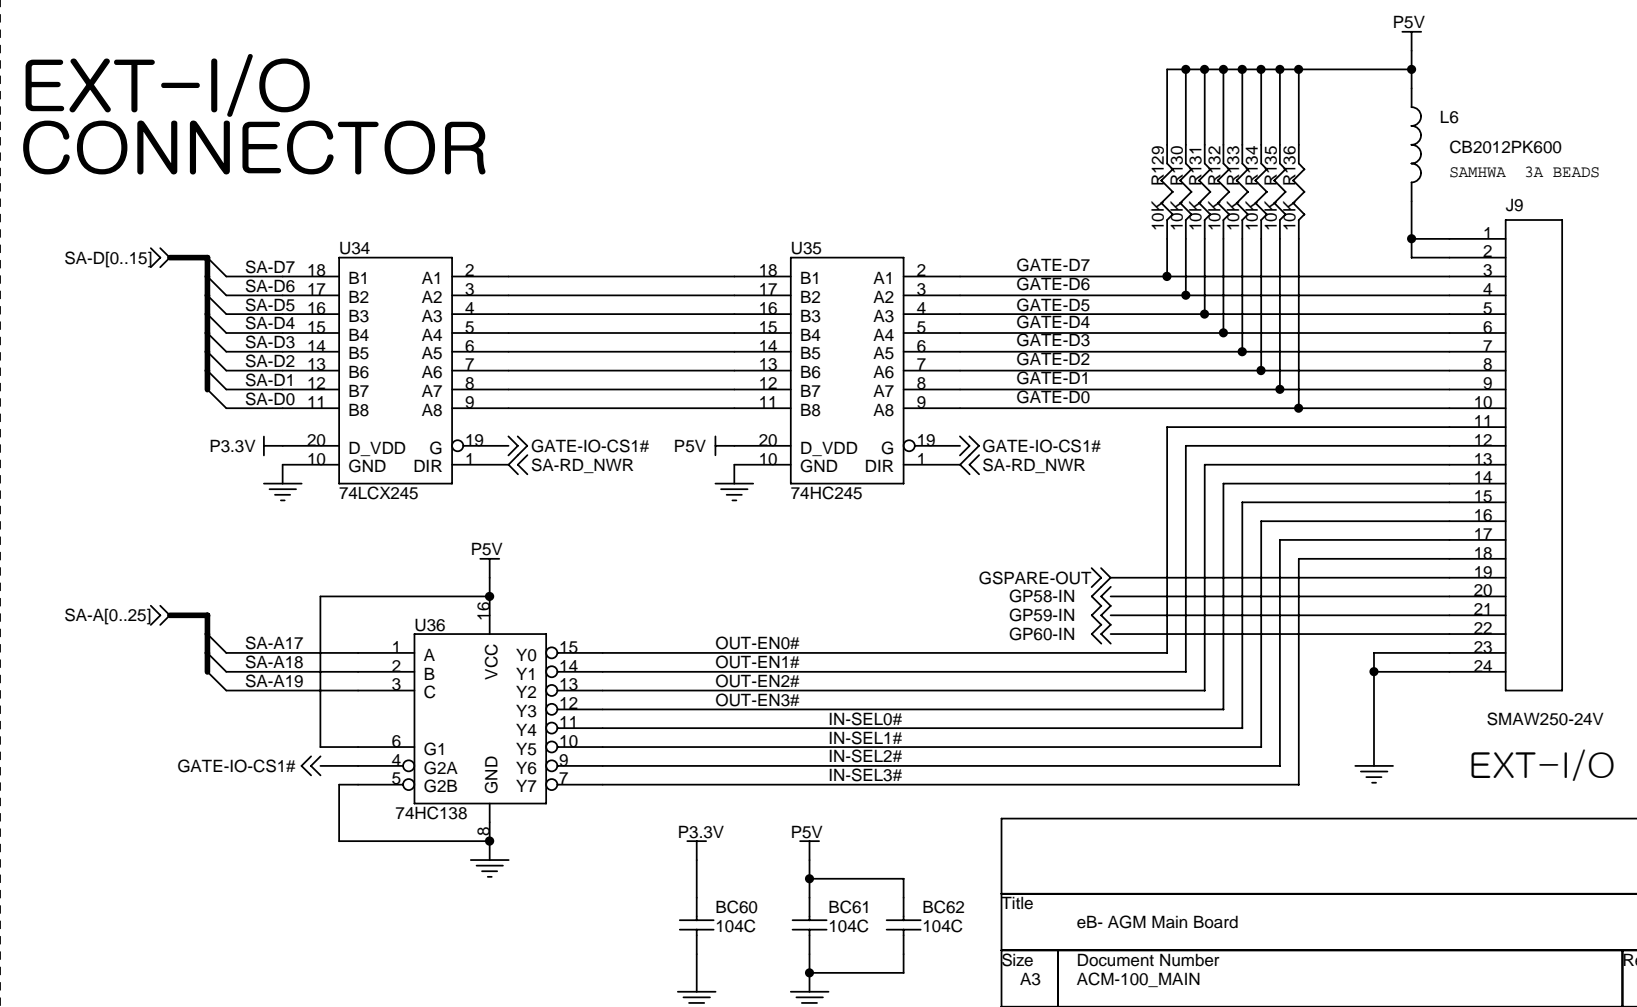 EXT-I/O
CONNECTOR
P5V
L6
CB2012PK600
SAMHWA 3A BEADS
J9
10K R129
10K R130
10K R131
10K R132
10K R133
10K R134
10K R135
10K R136
SA-D[0..15]
U34
SA-D7 18 B1 A1 2
SA-D6 17 B2 A2 3
SA-D5 16 B3 A3 4
SA-D4 15 B4 A4 5
SA-D3 14 B5 A5 6
SA-D2 13 B6 A6 7
SA-D1 12 B7 A7 8
SA-D0 11 B8 A8 9
P3.3V 20 D_VDD G 19 GATE-IO-CS1#
10 GND DIR 1 SA-RD_NWR
74LCX245
U35
18 B1 A1 2 GATE-D7
17 B2 A2 3 GATE-D6
16 B3 A3 4 GATE-D5
15 B4 A4 5 GATE-D4
14 B5 A5 6 GATE-D3
13 B6 A6 7 GATE-D2
12 B7 A7 8 GATE-D1
11 B8 A8 9 GATE-D0
P5V 20 D_VDD G 19 GATE-IO-CS1#
10 GND DIR 1 SA-RD_NWR
74HC245
1
2
3
4
5
6
7
8
9
10
11
12
13
14
15
16
17
18
GSPARE-OUT 19
GP58-IN 20
GP59-IN 21
GP60-IN 22
23
24
SMAW250-24V
EXT-I/O
P5V
16
SA-A[0..25]
U36
VCC
SA-A17 1 A Y0 15 OUT-EN0#
SA-A18 2 B Y1 14 OUT-EN1#
SA-A19 3 C Y2 13 OUT-EN2#
Y3 12 OUT-EN3#
Y4 11 IN-SEL0#
6 G1 Y5 10 IN-SEL1#
GATE-IO-CS1# 4 G2A Y6 9 IN-SEL2#
5 G2B Y7 7 IN-SEL3#
GND
74HC138
8
P3.3V
BC60
104C
P5V
BC61
104C
BC62
104C
Title
eB- AGM Main Board
Size
A3
Document Number
ACM-100_MAIN